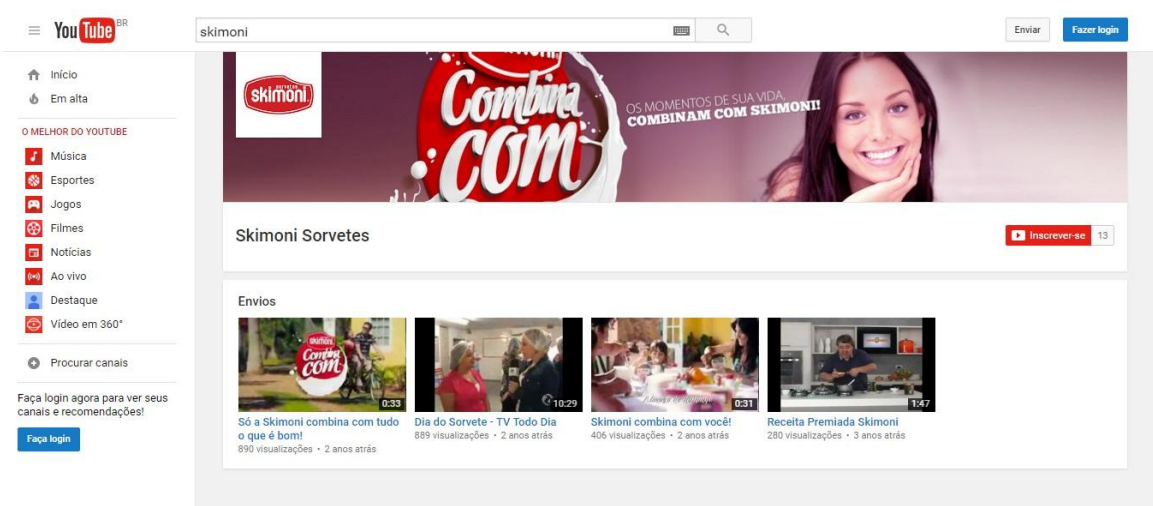 YouTube BR
skimoni
Enviar
Fazer login
Início
Em alta
O MELHOR DO YOUTUBE
Música
Esportes
Jogos
Filmes
Notícias
Ao vivo
Destaque
Vídeo em 360°
Procurar canais
Faça login agora para ver seus
canais e recomendações!
Faça login
sorvetes
skimoni
skimoni
Combina
com
OS MOMENTOS DE SUA VIDA,
COMBINAM COM SKIMONI!
Skimoni Sorvetes
Inscrever-se 13
Envios
skimoni
Combina
com
0:33
10:29
0:31
1:47
Só a Skimoni combina com tudo
o que é bom!
890 visualizações • 2 anos atrás
Dia do Sorvete - TV Todo Dia
889 visualizações • 2 anos atrás
Skimoni combina com você!
406 visualizações • 2 anos atrás
Receita Premiada Skimoni
280 visualizações • 3 anos atrás